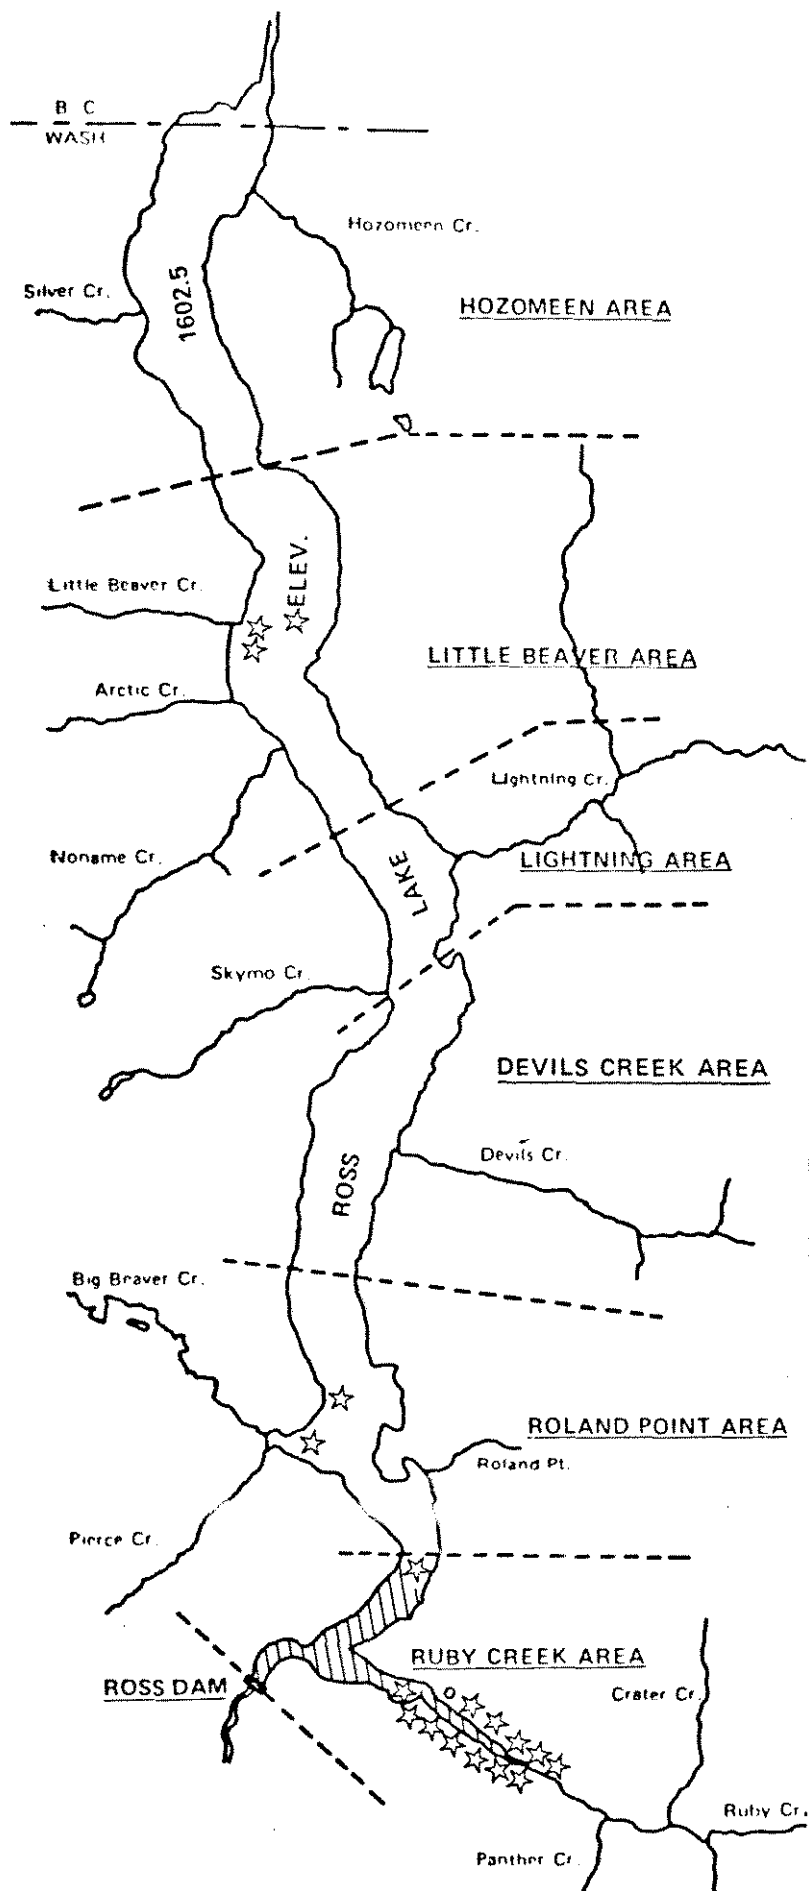 B C
WASH
Hozomeen Cr.
Silver Cr.
1602.5
HOZOMEEN AREA
Little Beaver Cr.
ELEV.
LITTLE BEAVER AREA
Arctic Cr.
Lightning Cr.
Noname Cr.
LAKE
LIGHTNING AREA
Skymo Cr.
DEVILS CREEK AREA
Devils Cr.
ROSS
Big Beaver Cr.
ROLAND POINT AREA
Roland Pt.
Pierce Cr.
RUBY CREEK AREA
ROSS DAM
Crater Cr.
Ruby Cr.
Panther Cr.